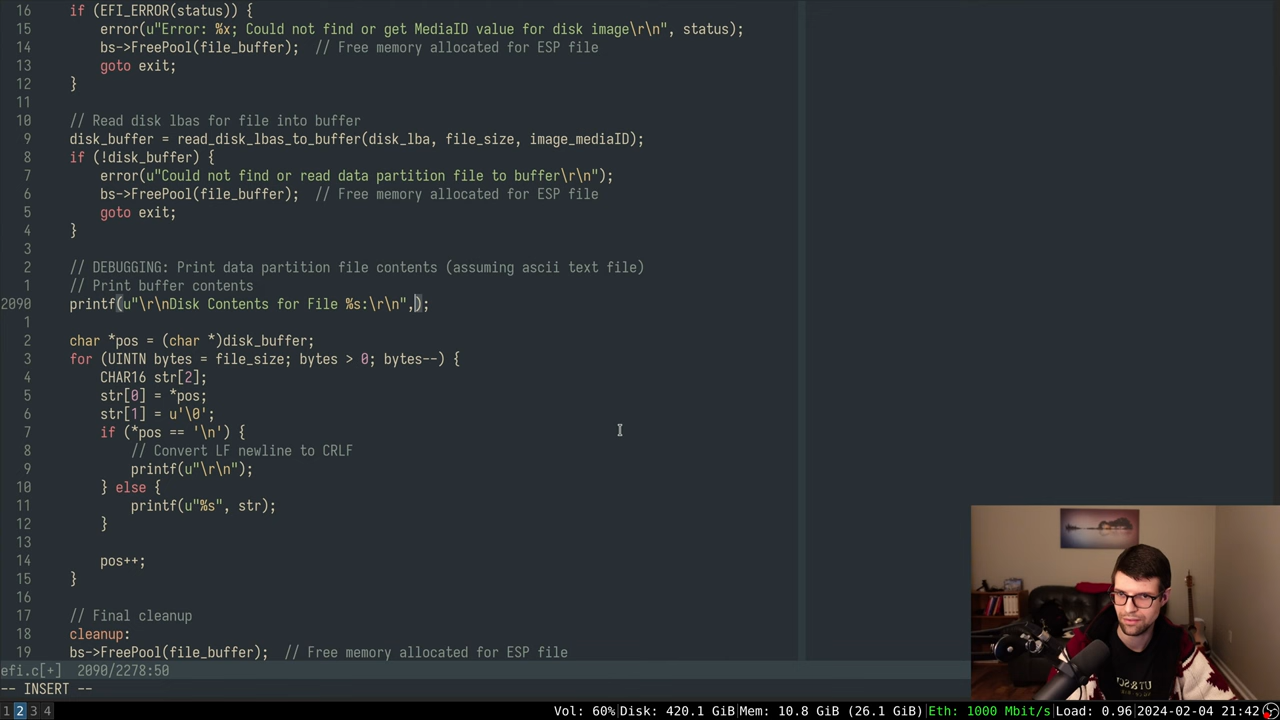 16 if (EFI_ERROR(status)) {
15 error(u"Error: %x; Could not find or get MediaID value for disk image\r\n", status);
14 bs->FreePool(file_buffer);  // Free memory allocated for ESP file
13 goto exit;
12 }
11
10 // Read disk lbas for file into buffer
9 disk_buffer = read_disk_lbas_to_buffer(disk_lba, file_size, image_mediaID);
8 if (!disk_buffer) {
7 error(u"Could not find or read data partition file to buffer\r\n");
6 bs->FreePool(file_buffer);  // Free memory allocated for ESP file
5 goto exit;
4 }
3
2 // DEBUGGING: Print data partition file contents (assuming ascii text file)
1 // Print buffer contents
2090 printf(u"\r\nDisk Contents for File %s:\r\n",);
1
2 char *pos = (char *)disk_buffer;
3 for (UINTN bytes = file_size; bytes > 0; bytes--) {
4 CHAR16 str[2];
5 str[0] = *pos;
6 str[1] = u'\0';
7 if (*pos == '\n') {
8 // Convert LF newline to CRLF
9 printf(u"\r\n");
10 } else {
11 printf(u"%s", str);
12 }
13
14 pos++;
15 }
16
17 // Final cleanup
18 cleanup:
19 bs->FreePool(file_buffer);  // Free memory allocated for ESP file
efi.c[+]  2090/2278:50
-- INSERT --
1 2 3 4 Vol: 60%|Disk: 420.1 GiB|Mem: 10.8 GiB (26.1 GiB)|Eth: 1000 Mbit/s|Load: 0.96|2024-02-04 21:42